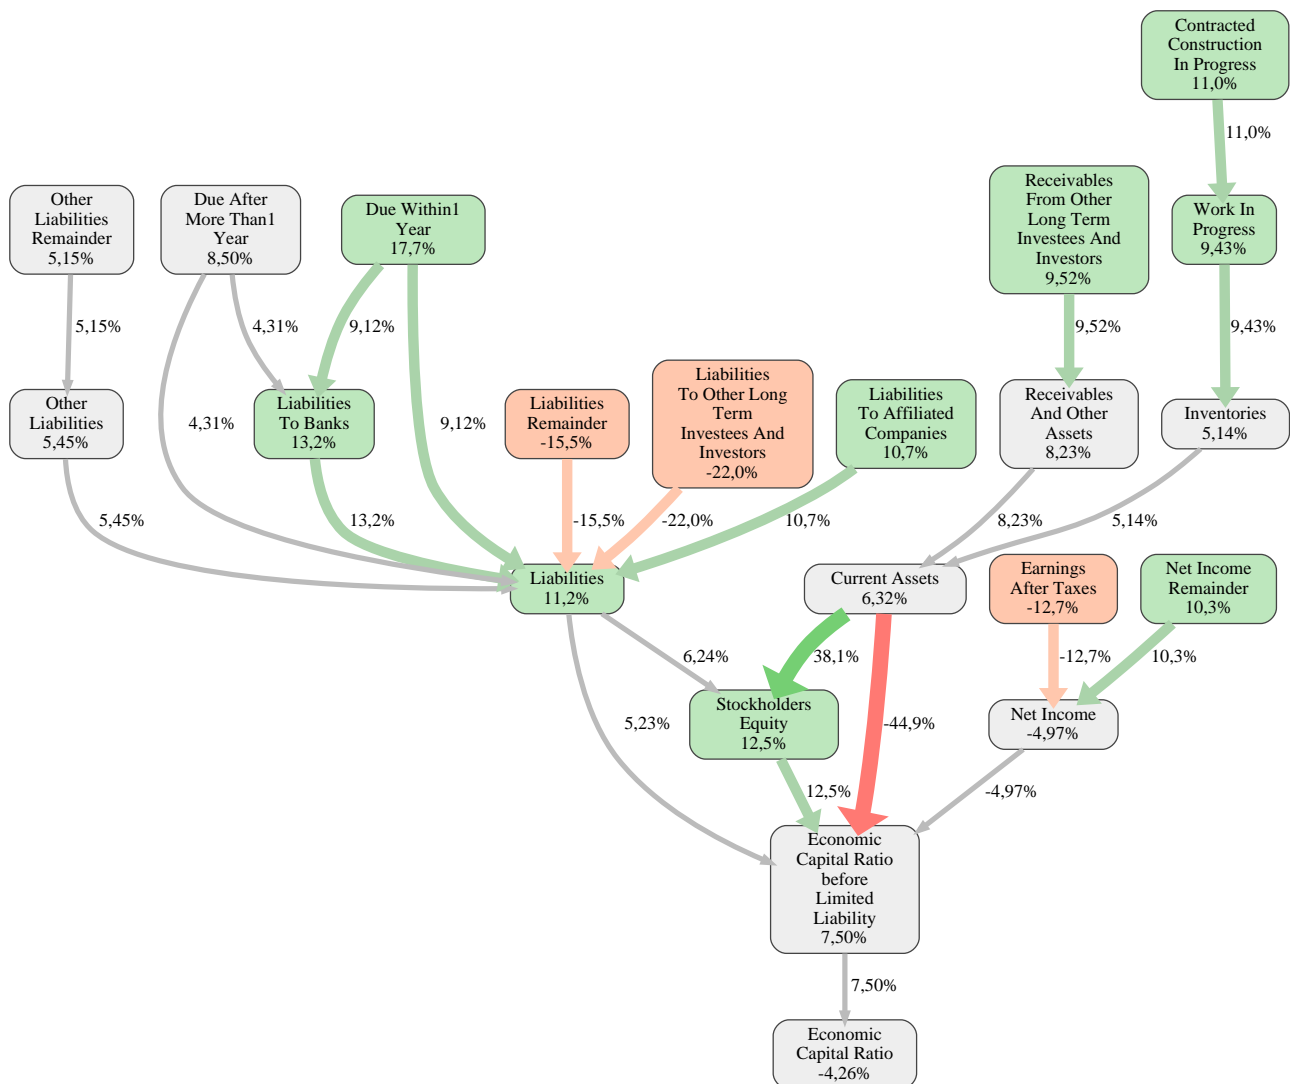 Contracted
Construction
In Progress
11,0%
11,0%
Other
Liabilities
Remainder
5,15%
Due After
More Than1
Year
8,50%
Due Within1
Year
17,7%
Receivables
From Other
Long Term
Investees And
Investors
9,52%
Work In
Progress
9,43%
5,15%
4,31%
9,12%
9,52%
9,43%
Other
Liabilities
5,45%
4,31%
Liabilities
To Banks
13,2%
9,12%
Liabilities
Remainder
-15,5%
Liabilities
To Other Long
Term
Investees And
Investors
-22,0%
Liabilities
To Affiliated
Companies
10,7%
Receivables
And Other
Assets
8,23%
Inventories
5,14%
5,45%
13,2%
-15,5%
-22,0%
10,7%
8,23%
5,14%
Liabilities
11,2%
Current Assets
6,32%
Earnings
After Taxes
-12,7%
Net Income
Remainder
10,3%
6,24%
38,1%
-12,7%
10,3%
5,23%
Stockholders
Equity
12,5%
-44,9%
Net Income
-4,97%
12,5%
-4,97%
Economic
Capital Ratio
before
Limited
Liability
7,50%
7,50%
Economic
Capital Ratio
-4,26%